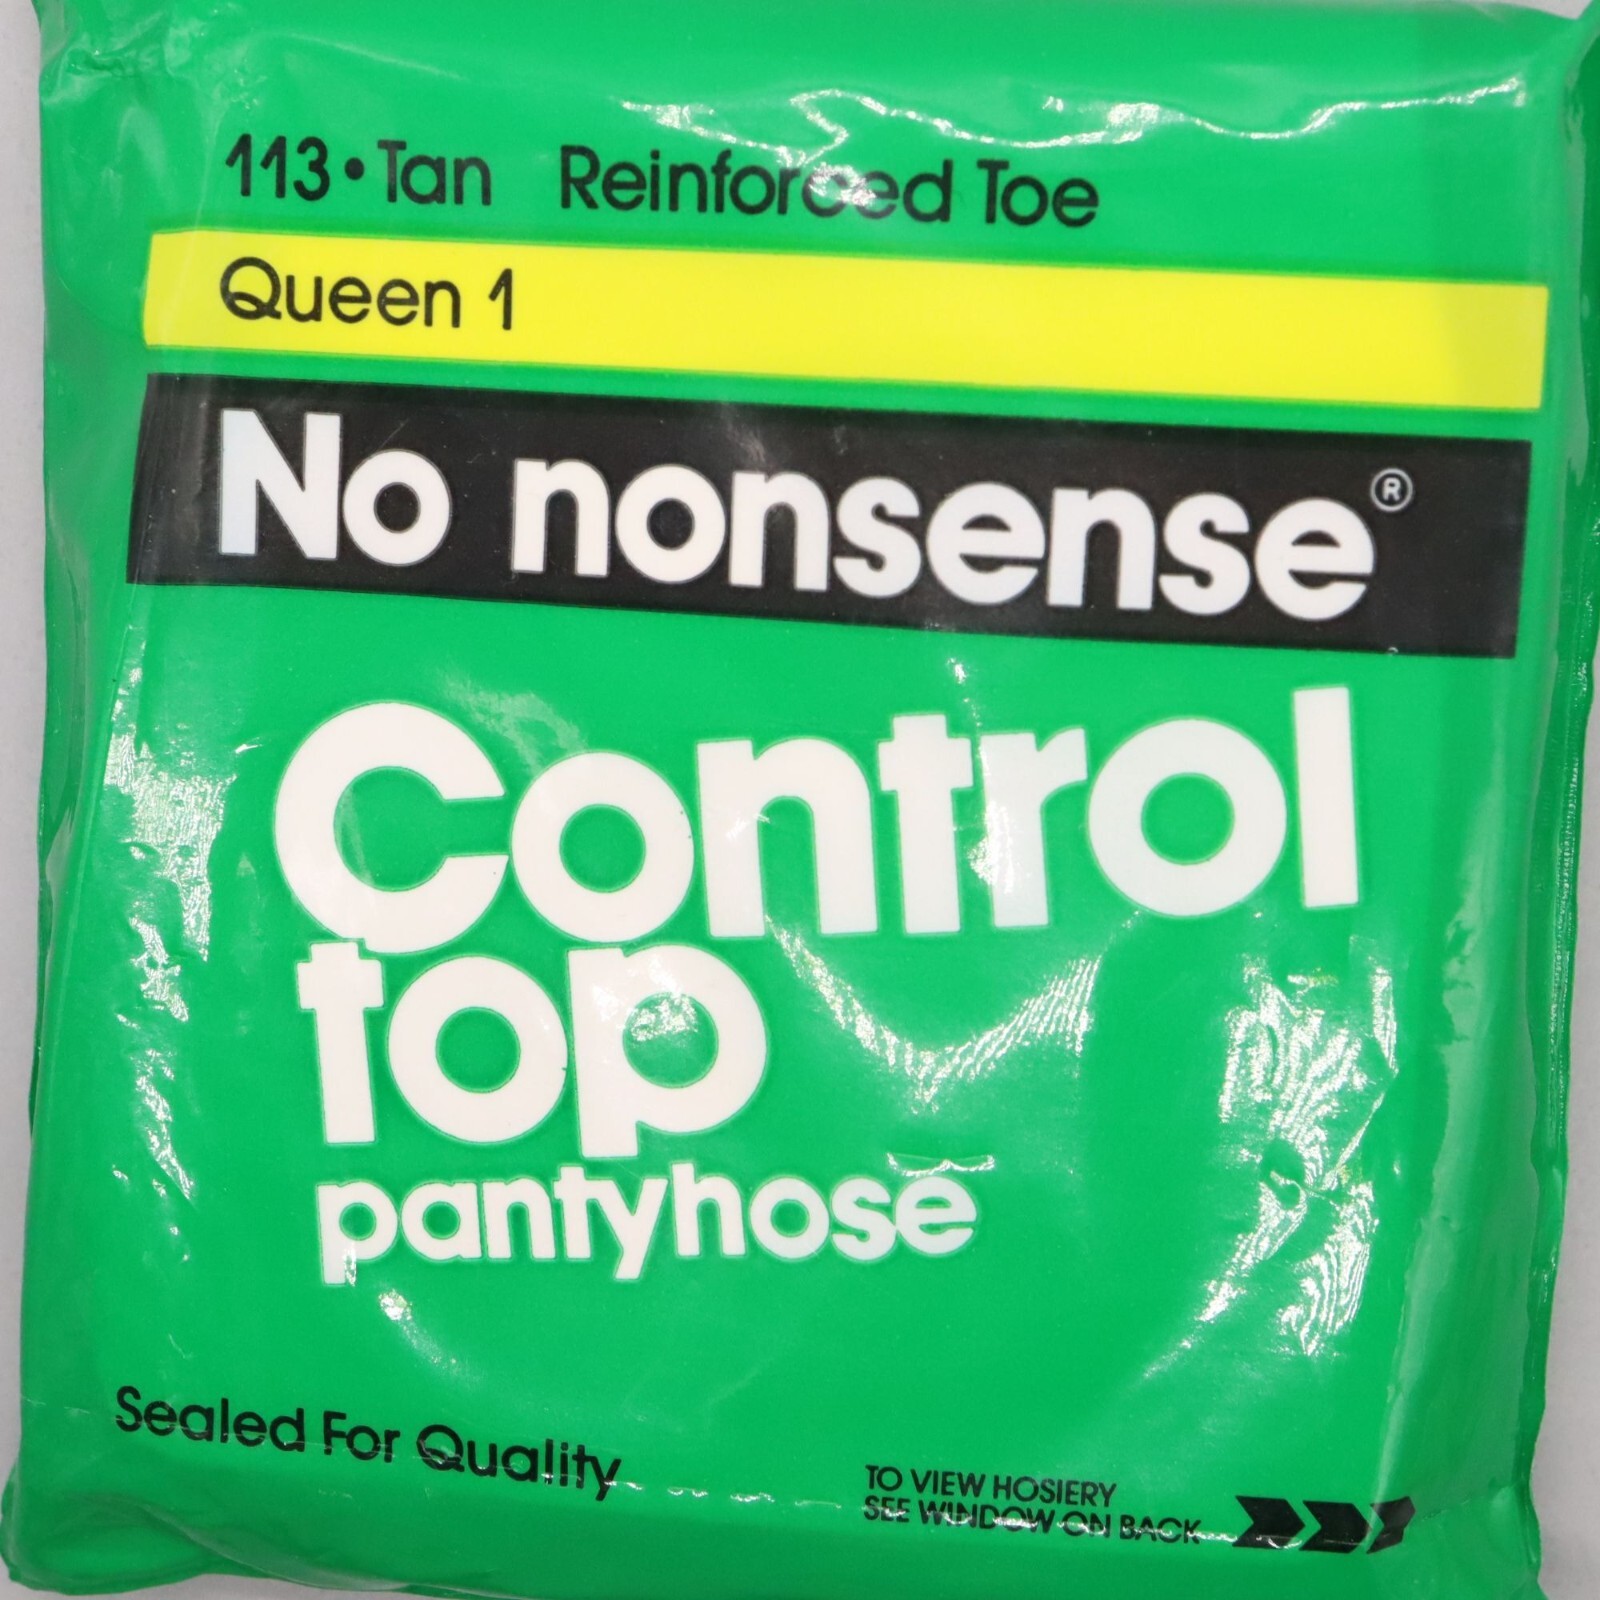 113 • Tan Reinforced Toe
Queen 1
No nonsense®
Control
top
pantyhose
Sealed For Quality
TO VIEW HOSIERY
SEE WINDOW ON BACK